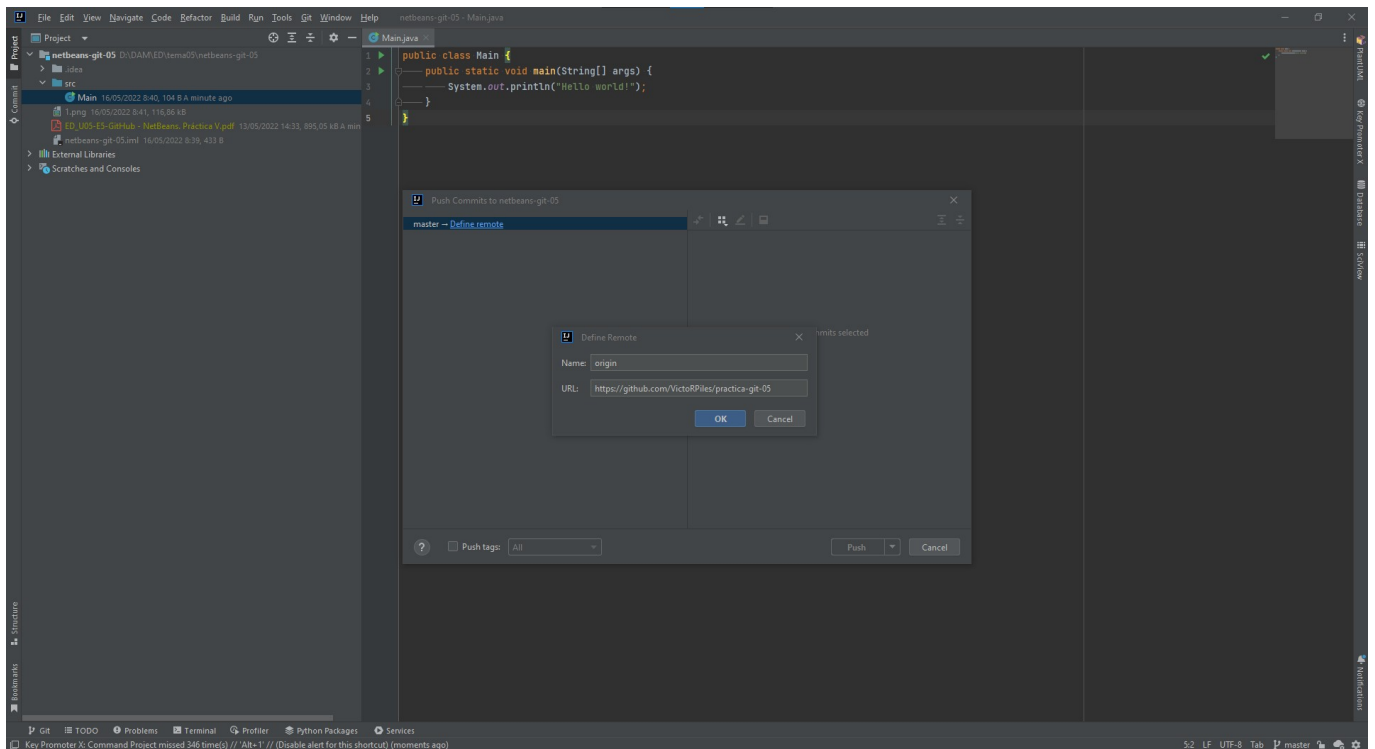 File Edit View Navigate Code Refactor Build Run Tools Git Window Help netbeans-git-05 - Main.java
Project
Main.java
netbeans-git-05 D:\DAM\ED\tema05\netbeans-git-05
.idea
src
Main 16/05/2022 8:40, 104 B A minute ago
1.png 16/05/2022 8:41, 116,86 kB
ED_U05-E5-GitHub - NetBeans, Práctica V.pdf 13/05/2022 14:33, 895,05 kB A min
netbeans-git-05.iml 16/05/2022 8:39, 433 B
External Libraries
Scratches and Consoles
1 public class Main {
2 public static void main(String[] args) {
3 System.out.println("Hello world!");
4 }
5 }
Push Commits to netbeans-git-05
master → Define remote
mmits selected
Define Remote
Name: origin
URL: https://github.com/VictoRPiles/practica-git-05
OK Cancel
? Push tags: All
Push Cancel
Project
Commit
Structure
Bookmarks
PlantUML
Key Promoter X
Database
SciView
Notifications
Git TODO Problems Terminal Profiler Python Packages Services
Key Promoter X: Command Project missed 346 time(s) // 'Alt+1' // (Disable alert for this shortcut) (moments ago)
5:2 LF UTF-8 Tab master